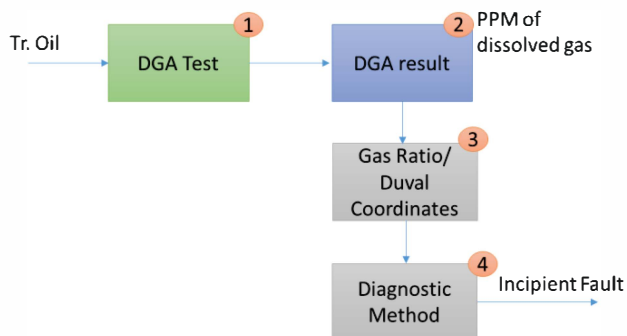 Tr. Oil
1
DGA Test
2
DGA result
PPM of
dissolved gas
3
Gas Ratio/
Duval
Coordinates
4
Diagnostic
Method
Incipient Fault